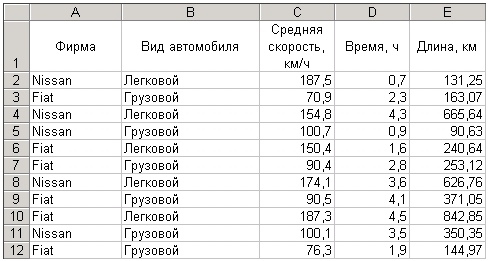 A B C D E
1 Фирма Вид автомобиля Средняя скорость, км/ч Время, ч Длина, км
2 Nissan Легковой 187,5 0,7 131,25
3 Fiat Грузовой 70,9 2,3 163,07
4 Nissan Легковой 154,8 4,3 665,64
5 Nissan Грузовой 100,7 0,9 90,63
6 Fiat Легковой 150,4 1,6 240,64
7 Fiat Грузовой 90,4 2,8 253,12
8 Nissan Легковой 174,1 3,6 626,76
9 Fiat Грузовой 90,5 4,1 371,05
10 Fiat Легковой 187,3 4,5 842,85
11 Nissan Грузовой 100,1 3,5 350,35
12 Fiat Грузовой 76,3 1,9 144,97